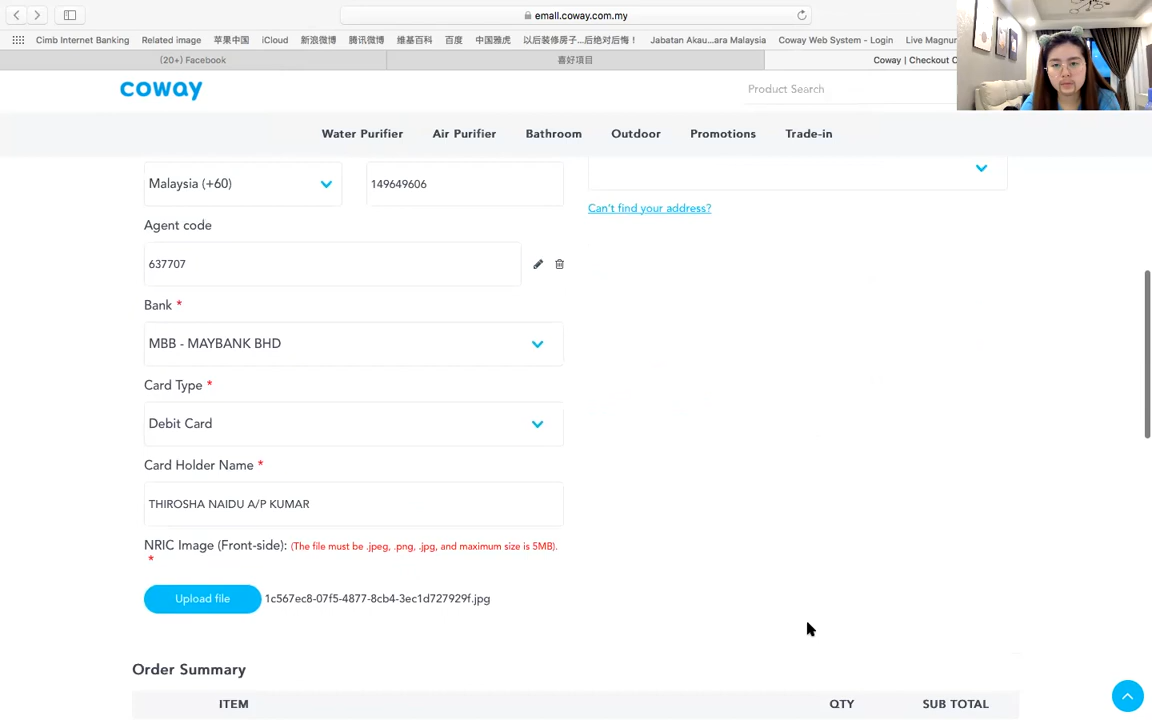 emall.coway.com.my
Cimb Internet Banking Related image 苹果中国 iCloud 新浪微博 腾讯微博 维基百科 百度 中国雅虎 以后装修房子...后绝对后悔！ Jabatan Akau...ara Malaysia Coway Web System - Login Live Magnum
(20+) Facebook 喜好項目 Coway | Checkout
coway Product Search
Water Purifier Air Purifier Bathroom Outdoor Promotions Trade-in
Malaysia (+60) 149649606
Can't find your address?
Agent code
637707
Bank *
MBB - MAYBANK BHD
Card Type *
Debit Card
Card Holder Name *
THIROSHA NAIDU A/P KUMAR
NRIC Image (Front-side): (The file must be .jpeg, .png, .jpg, and maximum size is 5MB).
*
Upload file 1c567ec8-07f5-4877-8cb4-3ec1d727929f.jpg
Order Summary
ITEM QTY SUB TOTAL